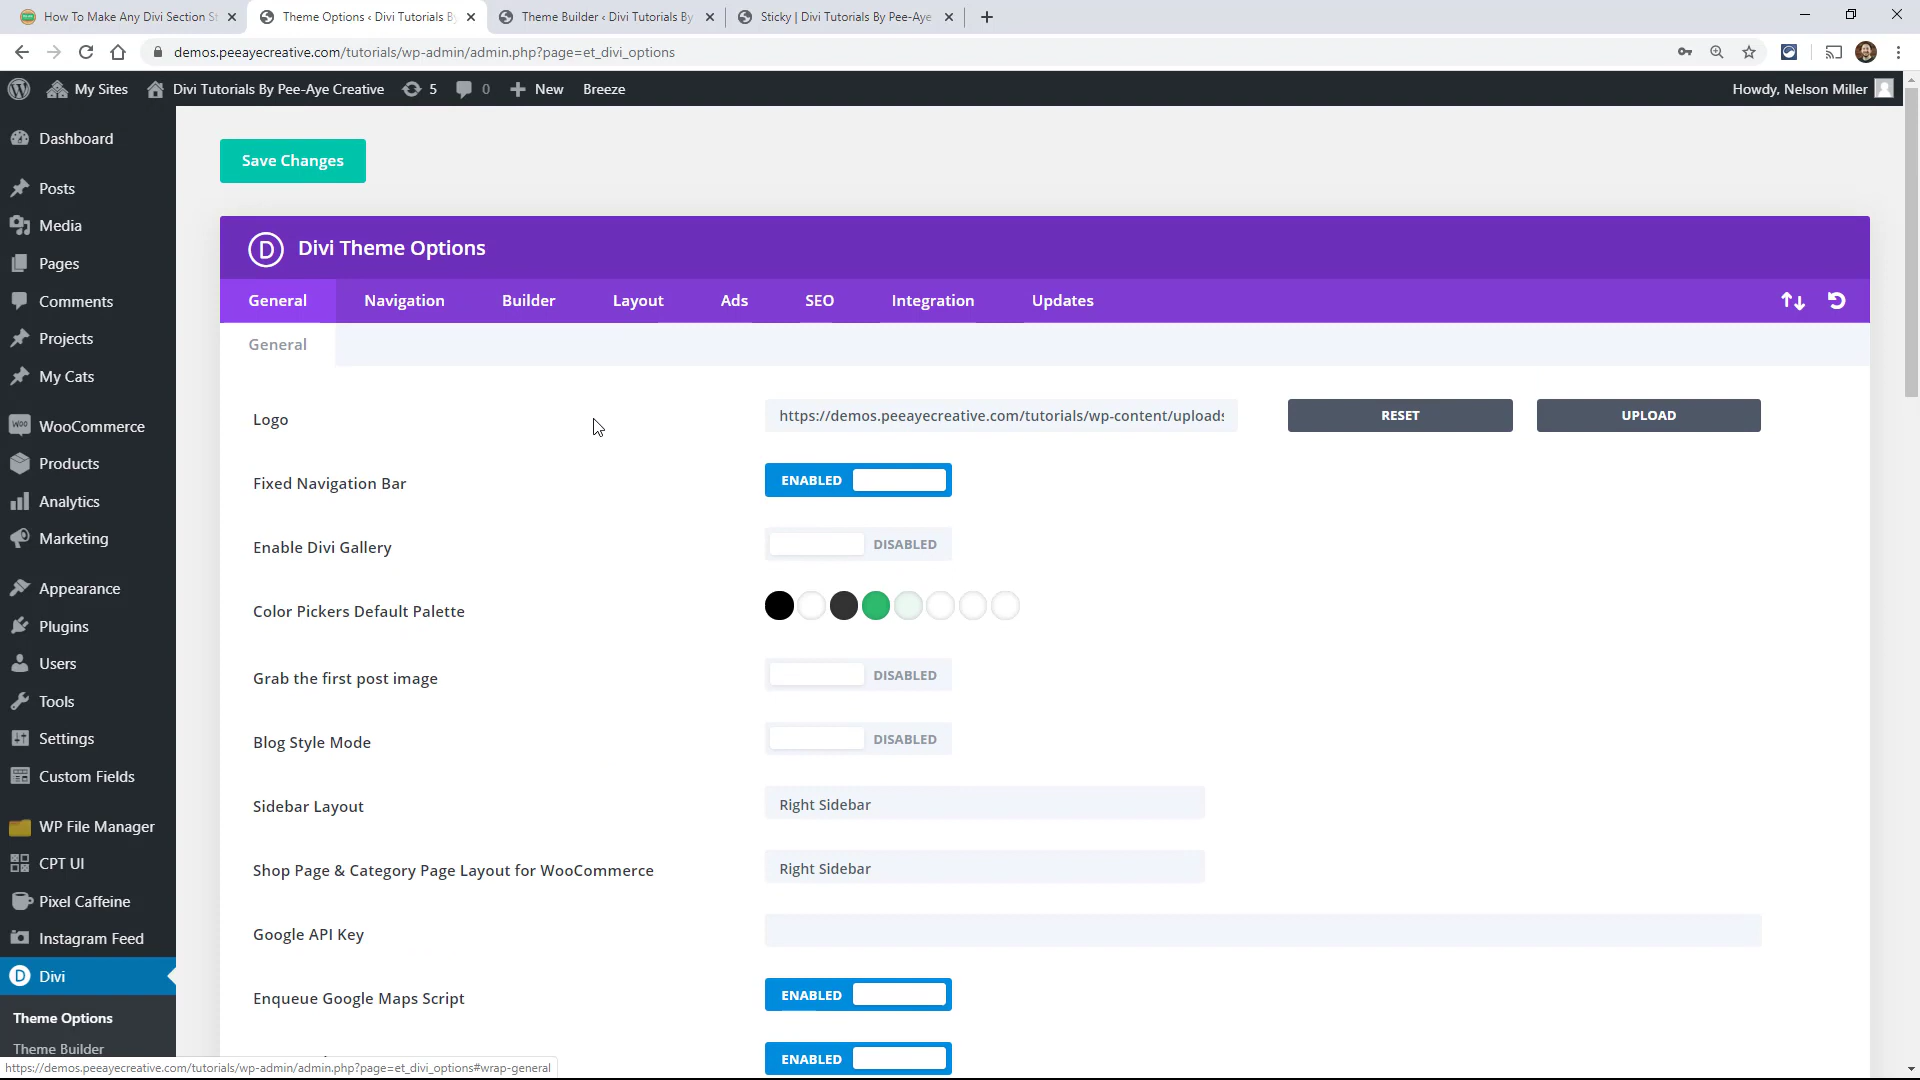 How To Make Any Divi Section St
Theme Options ‹ Divi Tutorials B
Theme Builder ‹ Divi Tutorials By
Sticky | Divi Tutorials By Pee-Aye
demos.peeayecreative.com/tutorials/wp-admin/admin.php?page=et_divi_options
My Sites
Divi Tutorials By Pee-Aye Creative
5
0
New
Breeze
Howdy, Nelson Miller
Dashboard
Posts
Media
Pages
Comments
Projects
My Cats
WooCommerce
Products
Analytics
Marketing
Appearance
Plugins
Users
Tools
Settings
Custom Fields
WP File Manager
CPT UI
Pixel Caffeine
Instagram Feed
Divi
Theme Options
Theme Builder
Save Changes
D Divi Theme Options
General
Navigation
Builder
Layout
Ads
SEO
Integration
Updates
General
Logo
https://demos.peeayecreative.com/tutorials/wp-content/uploads
RESET
UPLOAD
Fixed Navigation Bar
ENABLED
Enable Divi Gallery
DISABLED
Color Pickers Default Palette
Grab the first post image
DISABLED
Blog Style Mode
DISABLED
Sidebar Layout
Right Sidebar
Shop Page & Category Page Layout for WooCommerce
Right Sidebar
Google API Key
Enqueue Google Maps Script
ENABLED
ENABLED
https://demos.peeayecreative.com/tutorials/wp-admin/admin.php?page=et_divi_options#wrap-general